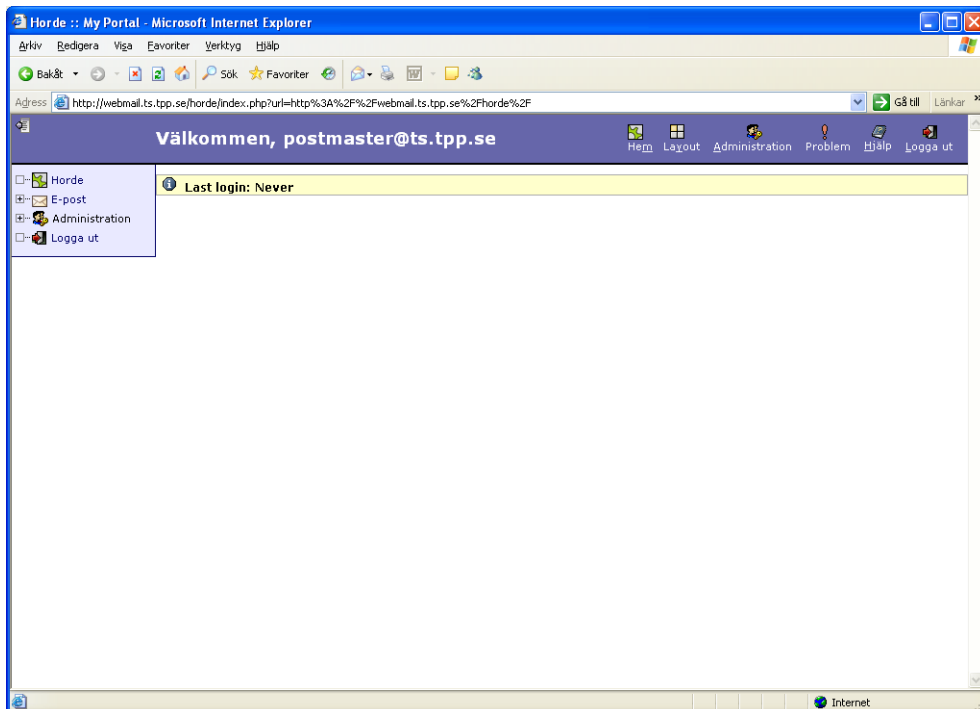 Horde :: My Portal - Microsoft Internet Explorer
Arkiv Redigera Visa Favoriter Verktyg Hjälp
Bakåt Sök Favoriter
Adress http://webmail.ts.tpp.se/horde/index.php?url=http%3A%2F%2Fwebmail.ts.tpp.se%2Fhorde%2F Gå till Länkar »
Välkommen, postmaster@ts.tpp.se
Hem Layout Administration Problem Hjälp Logga ut
Horde
E-post
Administration
Logga ut
Last login: Never
Internet